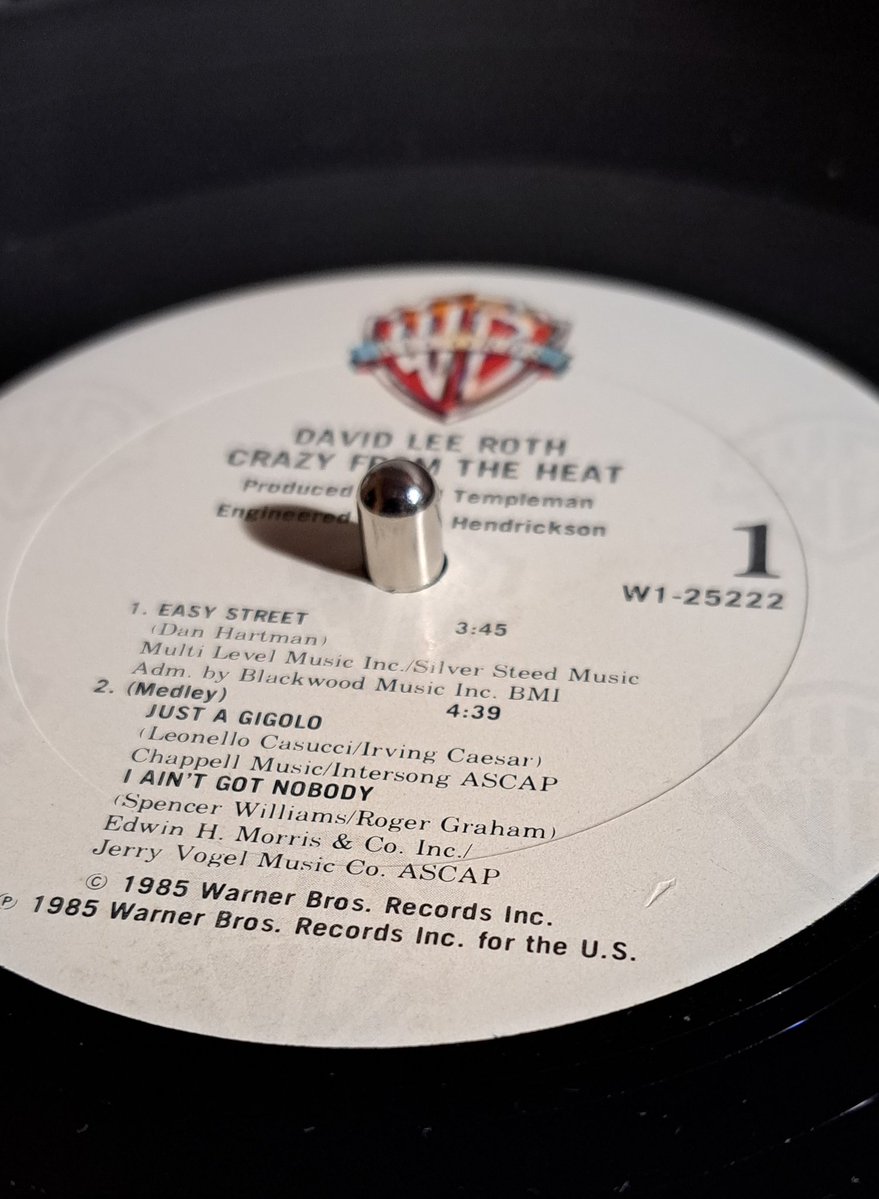 DAVID LEE ROTH
CRAZY FROM THE HEAT
Produced Templeman
Engineered Hendrickson
1
W1-25222
1. EASY STREET 3:45
(Dan Hartman)
Multi Level Music Inc./Silver Steed Music
Adm. by Blackwood Music Inc. BMI
2. (Medley) 4:39
JUST A GIGOLO
(Leonello Casucci/Irving Caesar)
Chappell Music/Intersong ASCAP
I AIN'T GOT NOBODY
(Spencer Williams/Roger Graham)
Edwin H. Morris & Co. Inc./
Jerry Vogel Music Co. ASCAP
© 1985 Warner Bros. Records Inc.
℗ 1985 Warner Bros. Records Inc. for the U.S.